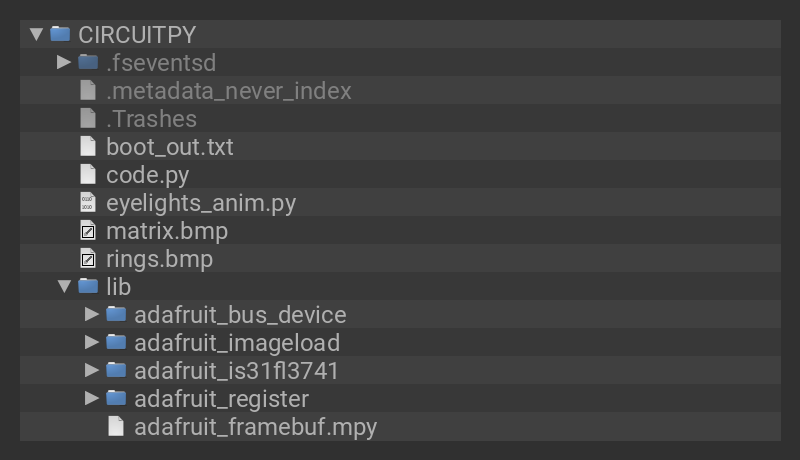 CIRCUITPY
.fseventsd
.metadata_never_index
.Trashes
boot_out.txt
code.py
eyelights_anim.py
matrix.bmp
rings.bmp
lib
adafruit_bus_device
adafruit_imageload
adafruit_is31fl3741
adafruit_register
adafruit_framebuf.mpy